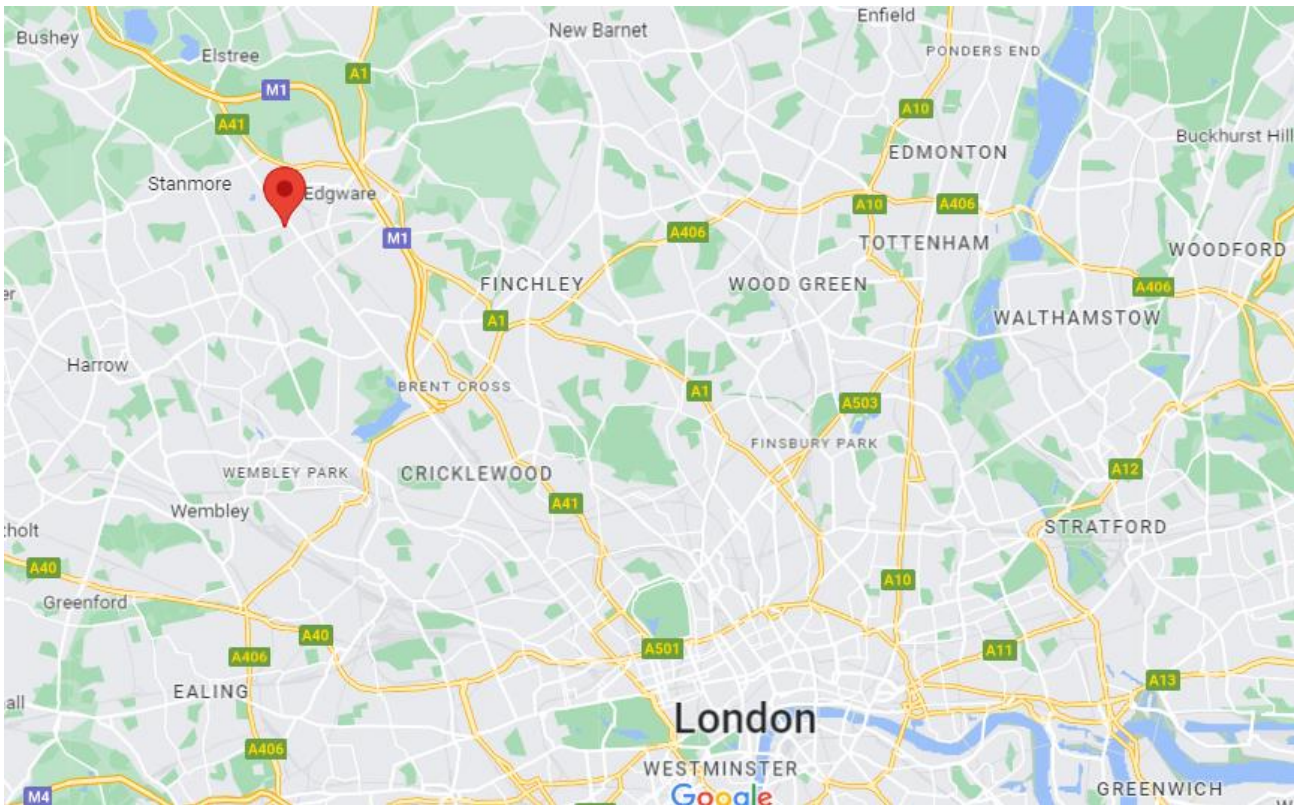 Enfield
New Barnet
Bushey
PONDERS END
Elstree
A1
M1
A10
A41
Buckhurst Hill
EDMONTON
Stanmore
Edgware
A10
A406
A406
M1
TOTTENHAM
WOODFORD
FINCHLEY
WOOD GREEN
A406
er
A1
WALTHAMSTOW
Harrow
BRENT CROSS
A1
A503
FINSBURY PARK
WEMBLEY PARK
CRICKLEWOOD
A12
A41
Wembley
STRATFORD
holt
A40
A10
Greenford
A40
A501
A11
A406
A13
EALING
all
London
A406
WESTMINSTER
GREENWICH
M4
Google